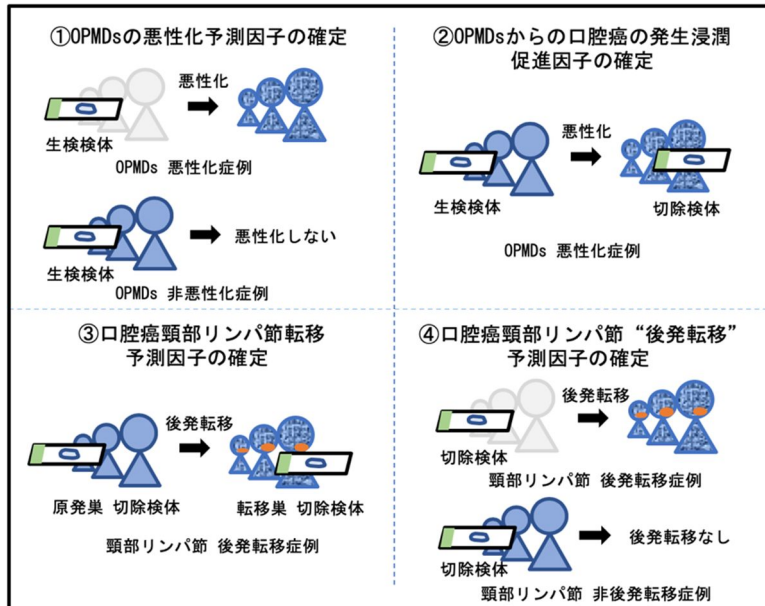 ①OPMDsの悪性化予測因子の確定
悪性化
生検検体
OPMDs 悪性化症例
悪性化しない
生検検体
OPMDs 非悪性化症例
②OPMDsからの口腔癌の発生浸潤
促進因子の確定
悪性化
生検検体
切除検体
OPMDs 悪性化症例
③口腔癌頸部リンパ節転移
予測因子の確定
後発転移
原発巣 切除検体
転移巣 切除検体
頸部リンパ節 後発転移症例
④口腔癌頸部リンパ節 “後発転移”
予測因子の確定
後発転移
切除検体
頸部リンパ節 後発転移症例
後発転移なし
切除検体
頸部リンパ節 非後発転移症例